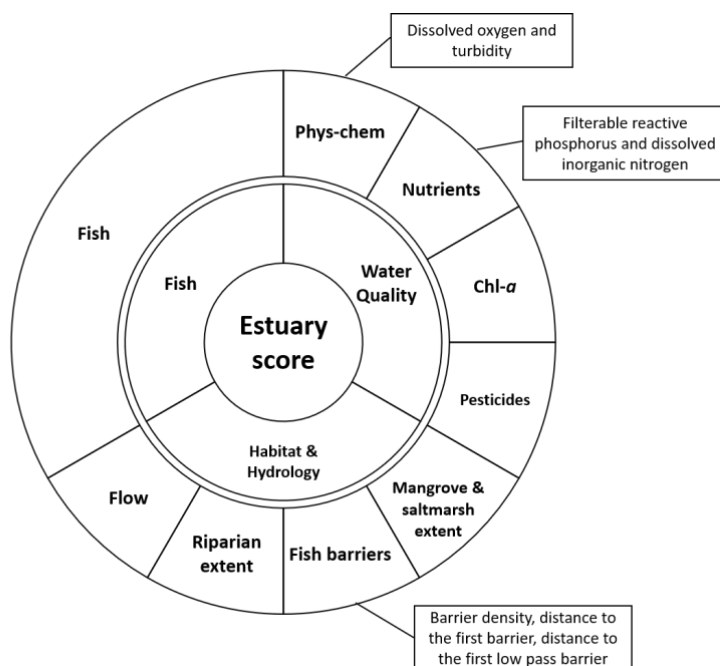 Dissolved oxygen and
turbidity
Phys-chem
Filterable reactive
phosphorus and dissolved
inorganic nitrogen
Nutrients
Fish
Fish
Water
Quality
Chl-a
Estuary
score
Pesticides
Habitat &
Hydrology
Mangrove &
saltmarsh
extent
Flow
Riparian
extent
Fish barriers
Barrier density, distance to
the first barrier, distance to
the first low pass barrier